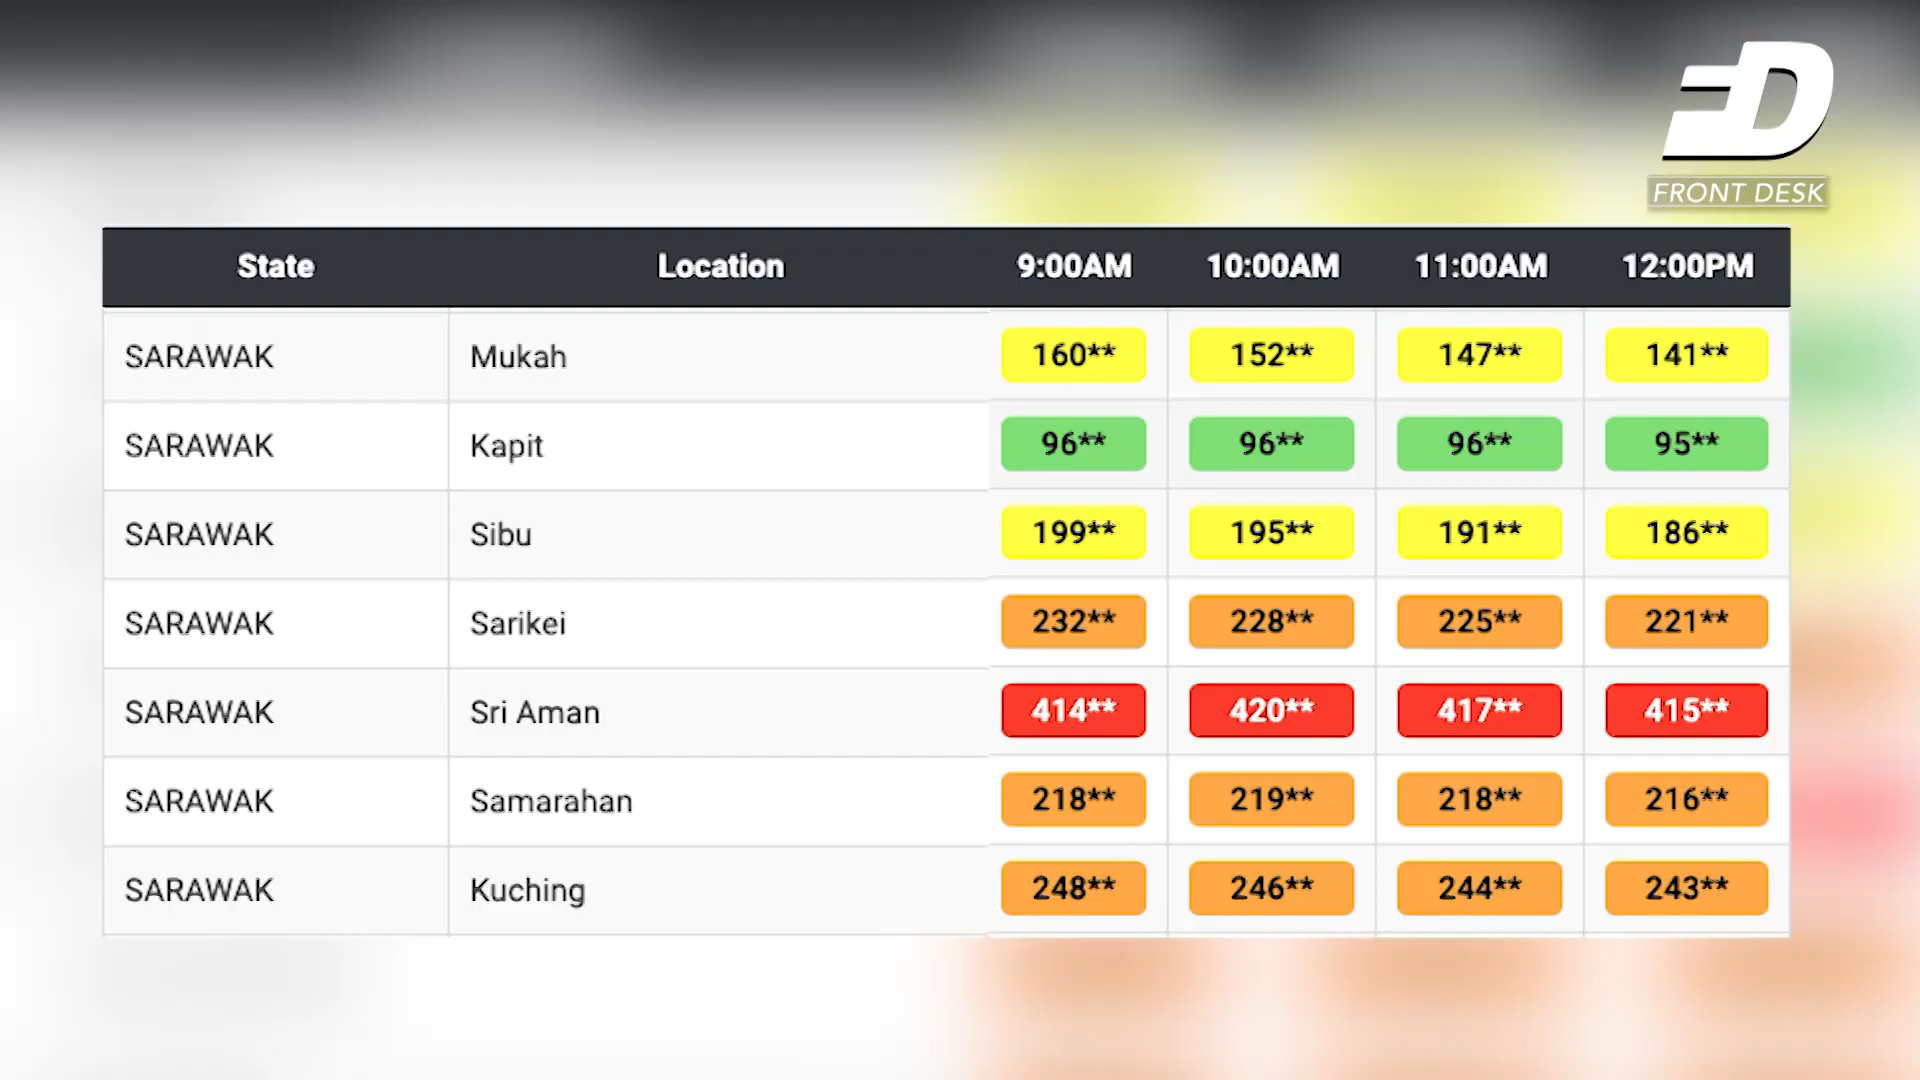 FRONT DESK
State Location 9:00AM 10:00AM 11:00AM 12:00PM
SARAWAK Mukah 160** 152** 147** 141**
SARAWAK Kapit 96** 96** 96** 95**
SARAWAK Sibu 199** 195** 191** 186**
SARAWAK Sarikei 232** 228** 225** 221**
SARAWAK Sri Aman 414** 420** 417** 415**
SARAWAK Samarahan 218** 219** 218** 216**
SARAWAK Kuching 248** 246** 244** 243**